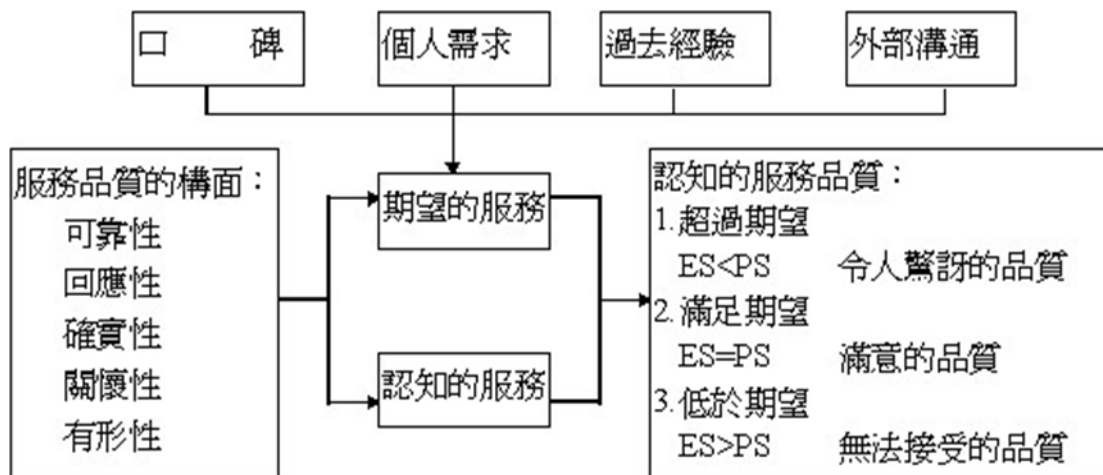 口 碑
個人需求
過去經驗
外部溝通
服務品質的構面：
可靠性
回應性
確實性
關懷性
有形性
期望的服務
認知的服務
認知的服務品質：
1.超過期望
ES<PS 令人驚訝的品質
2.滿足期望
ES=PS 滿意的品質
3.低於期望
ES>PS 無法接受的品質